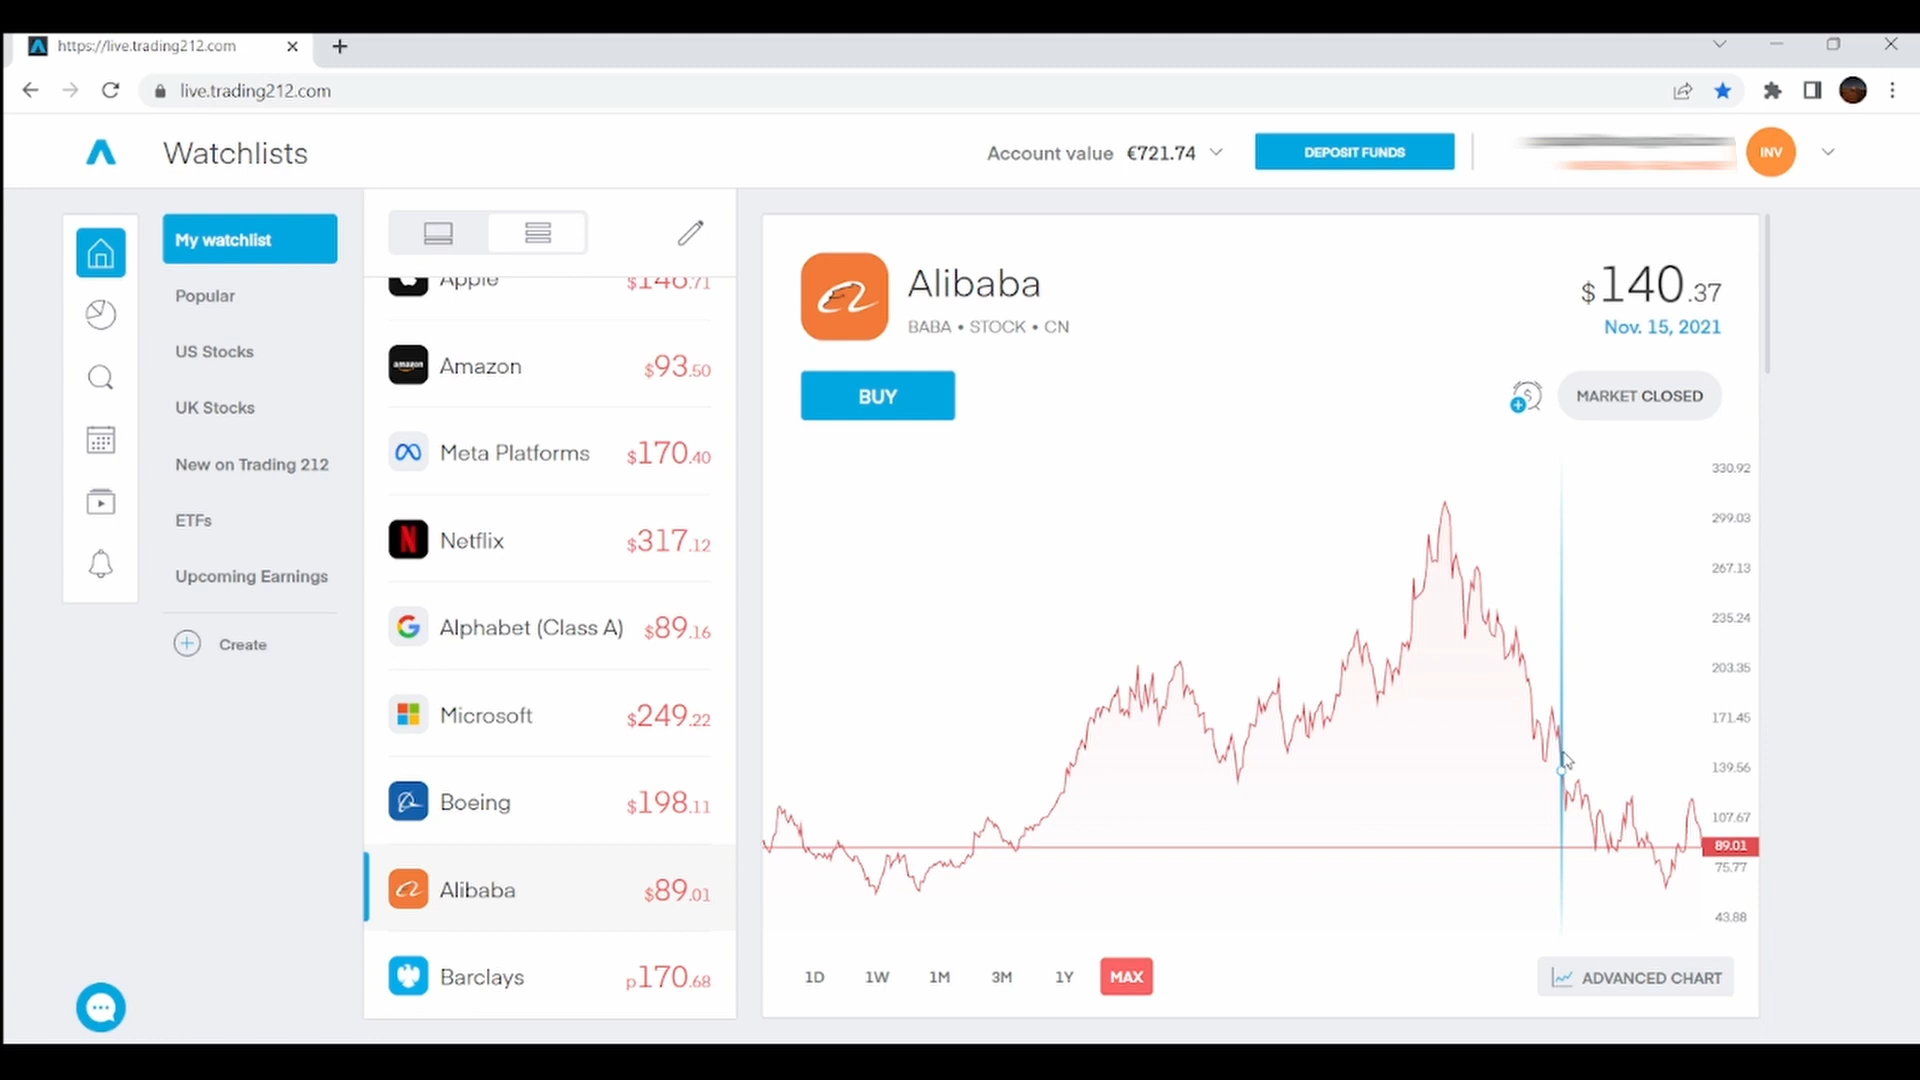 https://live.trading212.com
live.trading212.com
Watchlists
Account value €721.74
DEPOSIT FUNDS
INV
My watchlist
Popular
US Stocks
UK Stocks
New on Trading 212
ETFs
Upcoming Earnings
Create
Apple $146.71
amazon
Amazon $93.50
Meta Platforms $170.40
Netflix $317.12
Alphabet (Class A) $89.16
Microsoft $249.22
Boeing $198.11
Alibaba $89.01
Barclays p170.68
Alibaba
BABA • STOCK • CN
$140.37
Nov. 15, 2021
BUY
MARKET CLOSED
330.92
299.03
267.13
235.24
203.35
171.45
139.56
107.67
89.01
75.77
43.88
1D 1W 1M 3M 1Y MAX
ADVANCED CHART